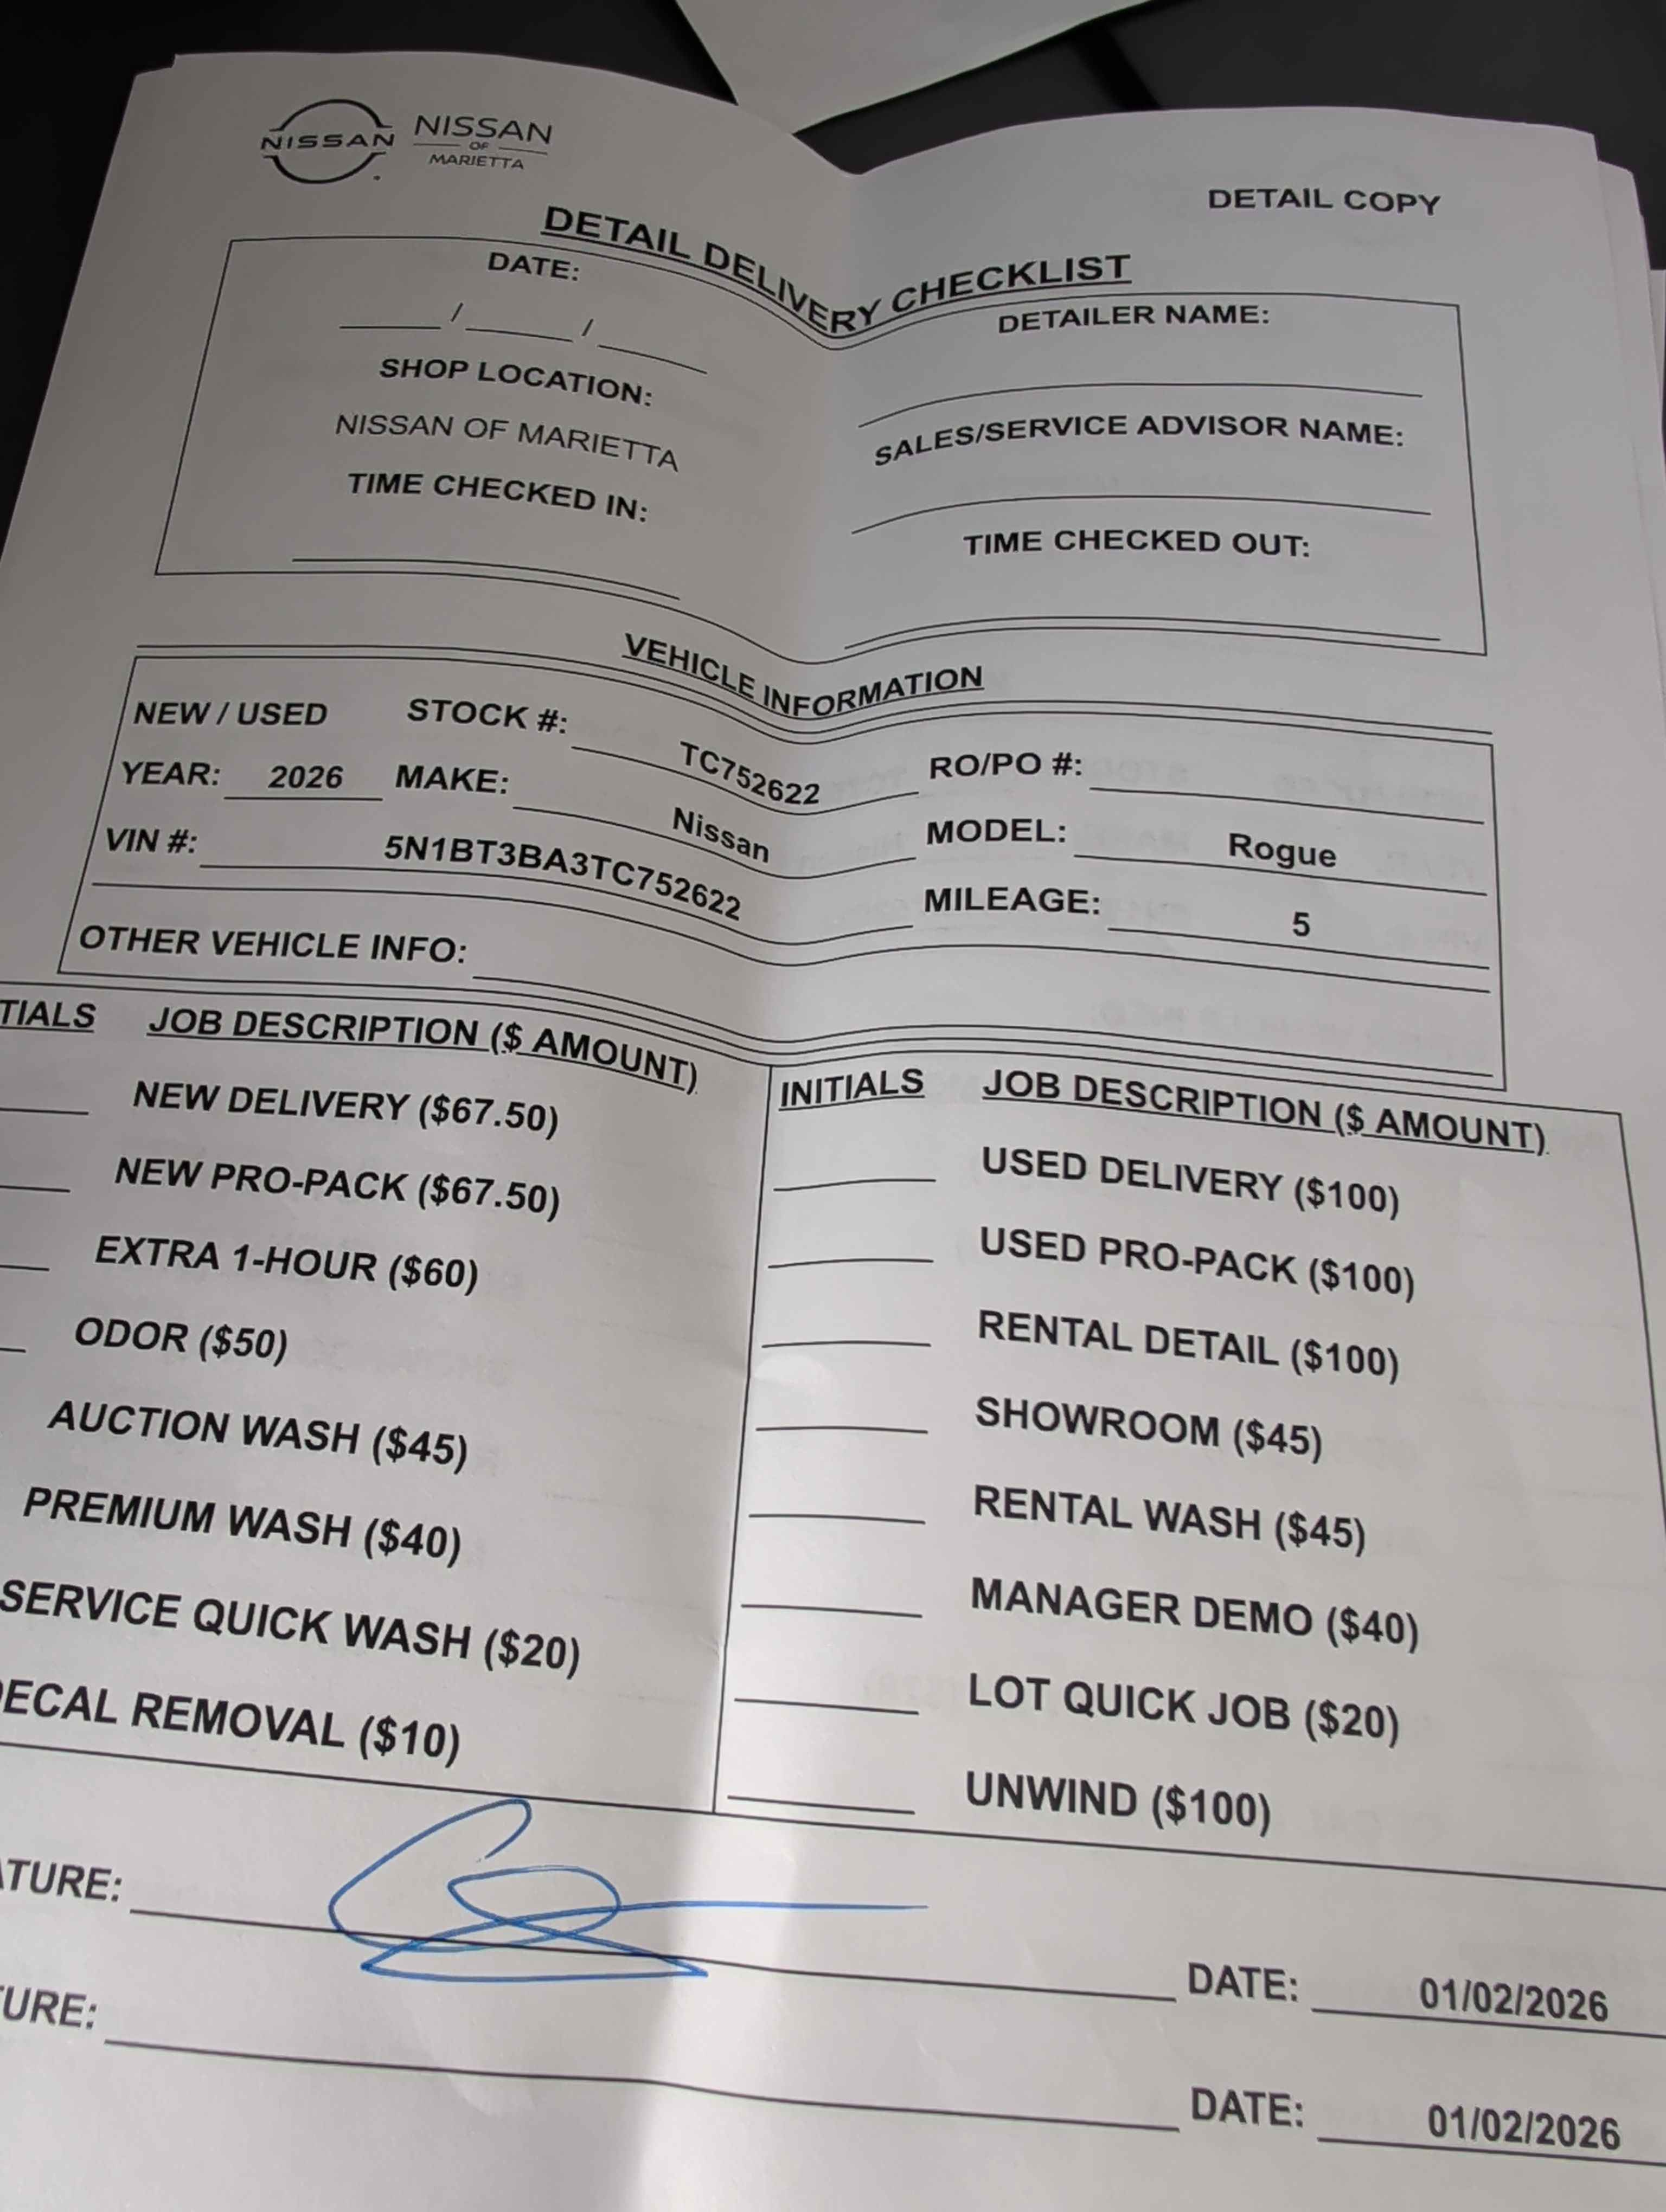 NISSAN NISSAN
OF
MARIETTA
DETAIL COPY
DETAIL DELIVERY CHECKLIST
DATE:
/ /
SHOP LOCATION:
NISSAN OF MARIETTA
TIME CHECKED IN:
DETAILER NAME:
SALES/SERVICE ADVISOR NAME:
TIME CHECKED OUT:
VEHICLE INFORMATION
NEW / USED STOCK #: TC752622 RO/PO #:
YEAR: 2026 MAKE: Nissan MODEL: Rogue
VIN #: 5N1BT3BA3TC752622 MILEAGE: 5
OTHER VEHICLE INFO:
TIALS JOB DESCRIPTION ($ AMOUNT)
NEW DELIVERY ($67.50)
NEW PRO-PACK ($67.50)
EXTRA 1-HOUR ($60)
ODOR ($50)
AUCTION WASH ($45)
PREMIUM WASH ($40)
SERVICE QUICK WASH ($20)
ECAL REMOVAL ($10)
INITIALS JOB DESCRIPTION ($ AMOUNT)
USED DELIVERY ($100)
USED PRO-PACK ($100)
RENTAL DETAIL ($100)
SHOWROOM ($45)
RENTAL WASH ($45)
MANAGER DEMO ($40)
LOT QUICK JOB ($20)
UNWIND ($100)
ATURE: DATE: 01/02/2026
URE: DATE: 01/02/2026